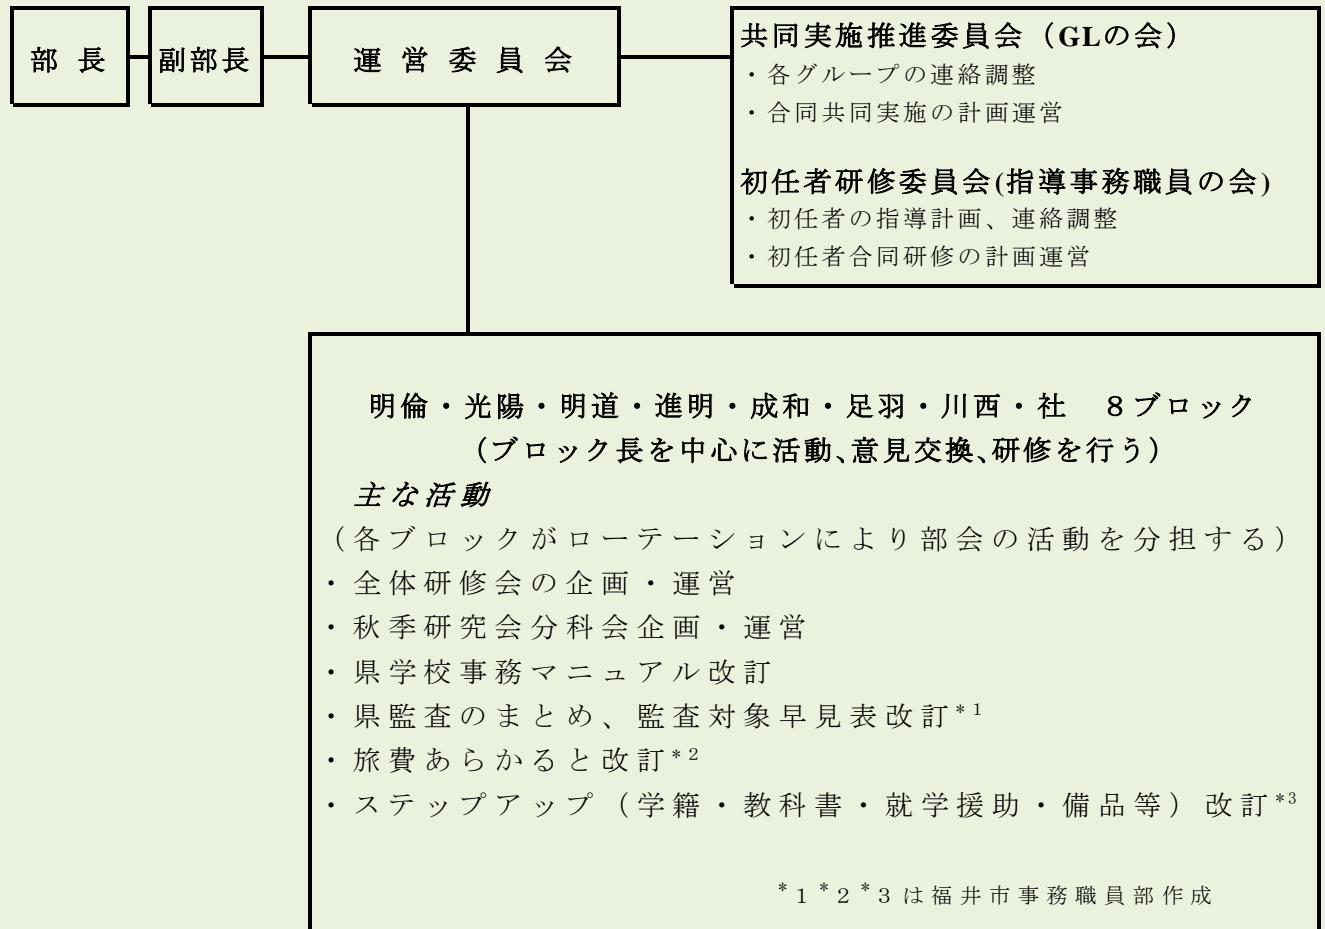 部 長
副部長
運 営 委 員 会
共同実施推進委員会（GLの会）
・各グループの連絡調整
・合同共同実施の計画運営
初任者研修委員会(指導事務職員の会)
・初任者の指導計画、連絡調整
・初任者合同研修の計画運営
明倫・光陽・明道・進明・成和・足羽・川西・社　８ブロック
（ブロック長を中心に活動、意見交換、研修を行う）
主な活動
（各ブロックがローテーションにより部会の活動を分担する）
・全体研修会の企画・運営
・秋季研究会分科会企画・運営
・県学校事務マニュアル改訂
・県監査のまとめ、監査対象早見表改訂*1
・旅費あらかると改訂*2
・ステップアップ（学籍・教科書・就学援助・備品等）改訂*3
*1*2*3は福井市事務職員部作成